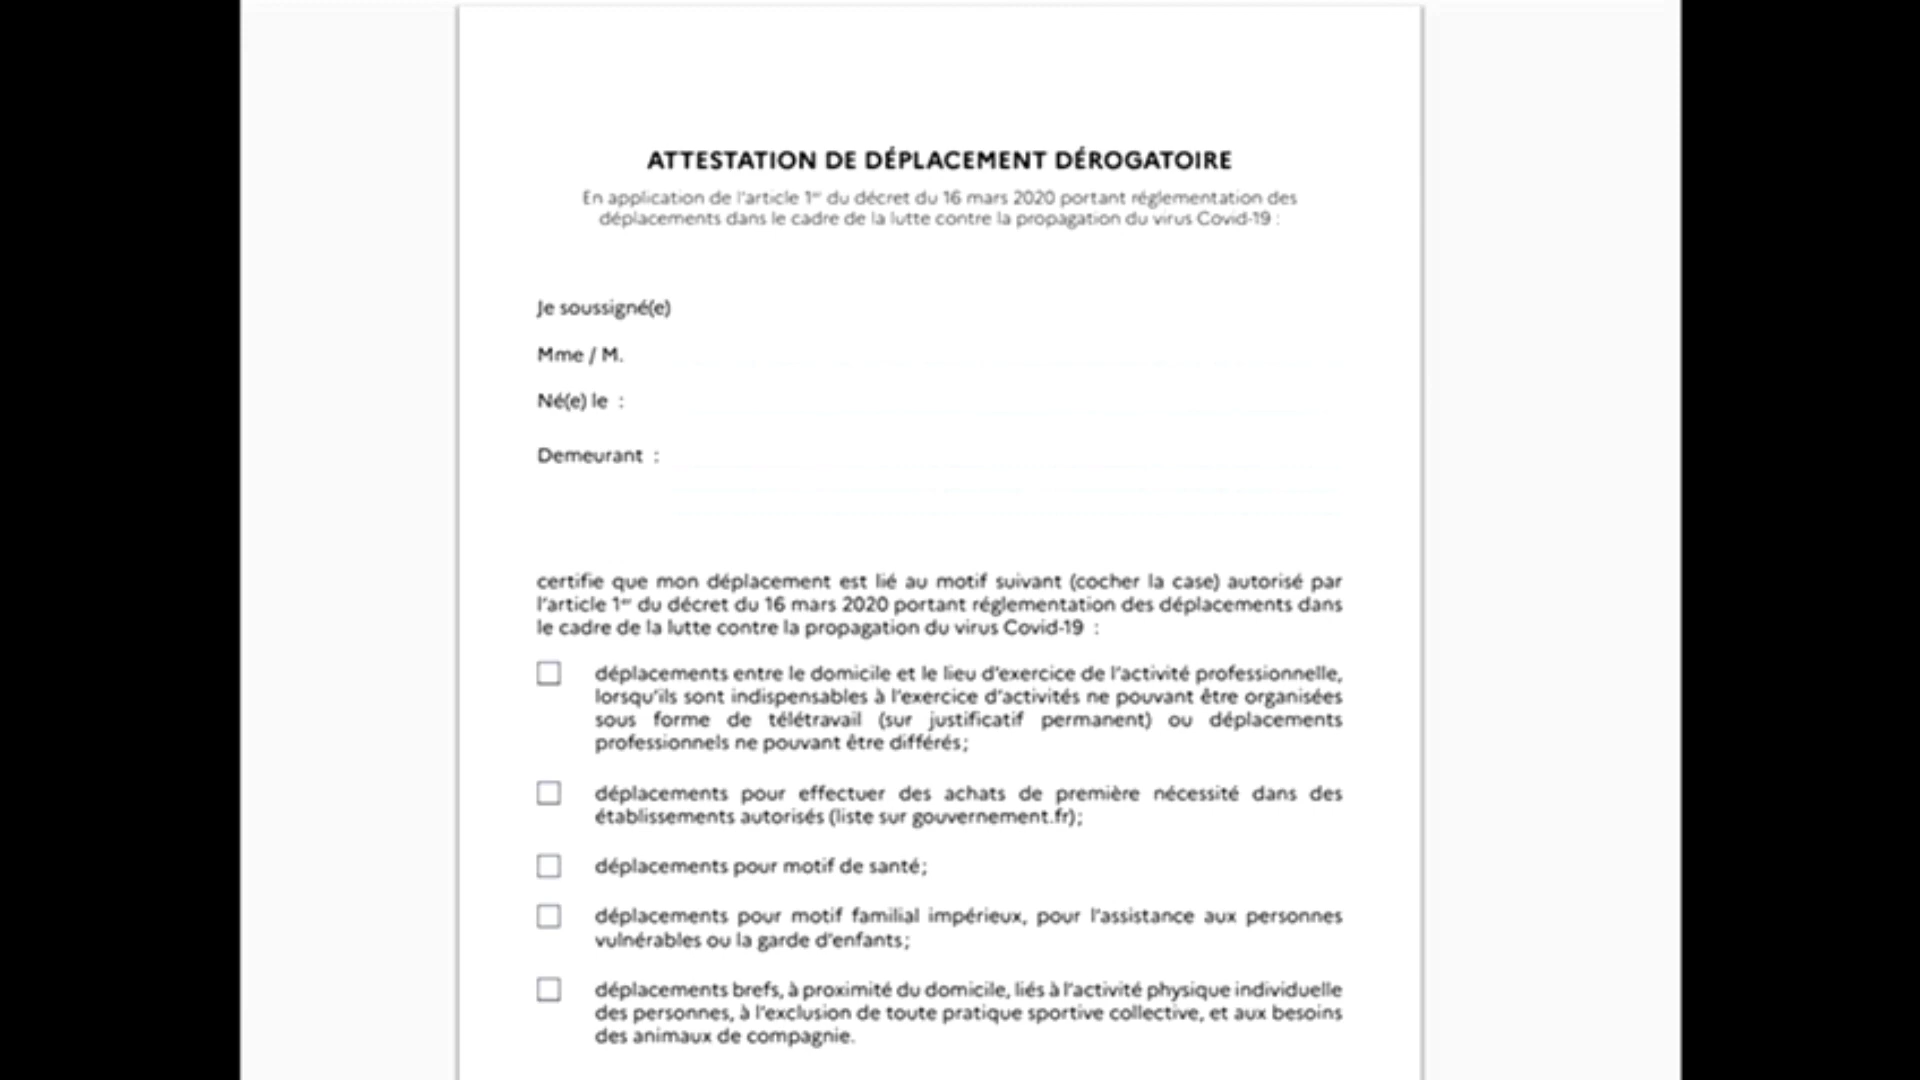 ATTESTATION DE DÉPLACEMENT DÉROGATOIRE
En application de l'article 1er du décret du 16 mars 2020 portant réglementation des
déplacements dans le cadre de la lutte contre la propagation du virus Covid-19 :
Je soussigné(e)
Mme / M.
Né(e) le :
Demeurant :
certifie que mon déplacement est lié au motif suivant (cocher la case) autorisé par
l'article 1er du décret du 16 mars 2020 portant réglementation des déplacements dans
le cadre de la lutte contre la propagation du virus Covid-19 :
déplacements entre le domicile et le lieu d'exercice de l'activité professionnelle,
lorsqu'ils sont indispensables à l'exercice d'activités ne pouvant être organisées
sous forme de télétravail (sur justificatif permanent) ou déplacements
professionnels ne pouvant être différés;
déplacements pour effectuer des achats de première nécessité dans des
établissements autorisés (liste sur gouvernement.fr);
déplacements pour motif de santé;
déplacements pour motif familial impérieux, pour l'assistance aux personnes
vulnérables ou la garde d'enfants;
déplacements brefs, à proximité du domicile, liés à l'activité physique individuelle
des personnes, à l'exclusion de toute pratique sportive collective, et aux besoins
des animaux de compagnie.